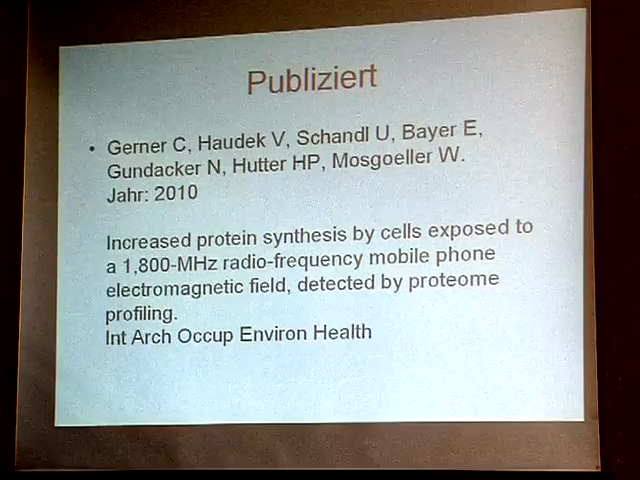 Publiziert
• Gerner C, Haudek V, Schandl U, Bayer E,
Gundacker N, Hutter HP, Mosgoeller W.
Jahr: 2010
Increased protein synthesis by cells exposed to
a 1,800-MHz radio-frequency mobile phone
electromagnetic field, detected by proteome
profiling.
Int Arch Occup Environ Health